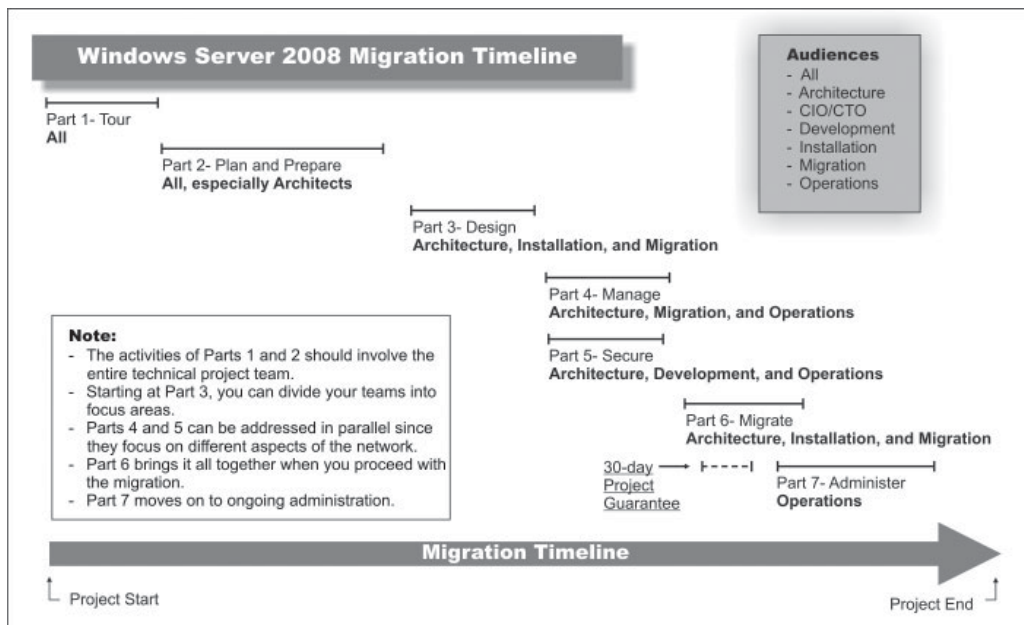 Windows Server 2008 Migration Timeline
Audiences
- All
- Architecture
- CIO/CTO
- Development
- Installation
- Migration
- Operations
Part 1- Tour
All
Part 2- Plan and Prepare
All, especially Architects
Part 3- Design
Architecture, Installation, and Migration
Part 4- Manage
Architecture, Migration, and Operations
Part 5- Secure
Architecture, Development, and Operations
Part 6- Migrate
Architecture, Installation, and Migration
30-day
Project
Guarantee
Part 7- Administer
Operations
Note:
- The activities of Parts 1 and 2 should involve the
entire technical project team.
- Starting at Part 3, you can divide your teams into
focus areas.
- Parts 4 and 5 can be addressed in parallel since
they focus on different aspects of the network.
- Part 6 brings it all together when you proceed with
the migration.
- Part 7 moves on to ongoing administration.
Migration Timeline
Project Start
Project End